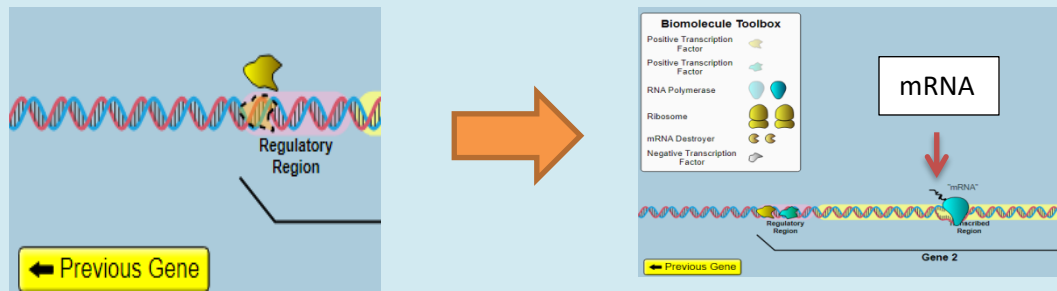 Regulatory
Region
← Previous Gene
Biomolecule Toolbox
Positive Transcription
Factor
Positive Transcription
Factor
RNA Polymerase
Ribosome
mRNA Destroyer
Negative Transcription
Factor
mRNA
"mRNA"
Regulatory
Region
Transcribed
Region
Gene 2
← Previous Gene